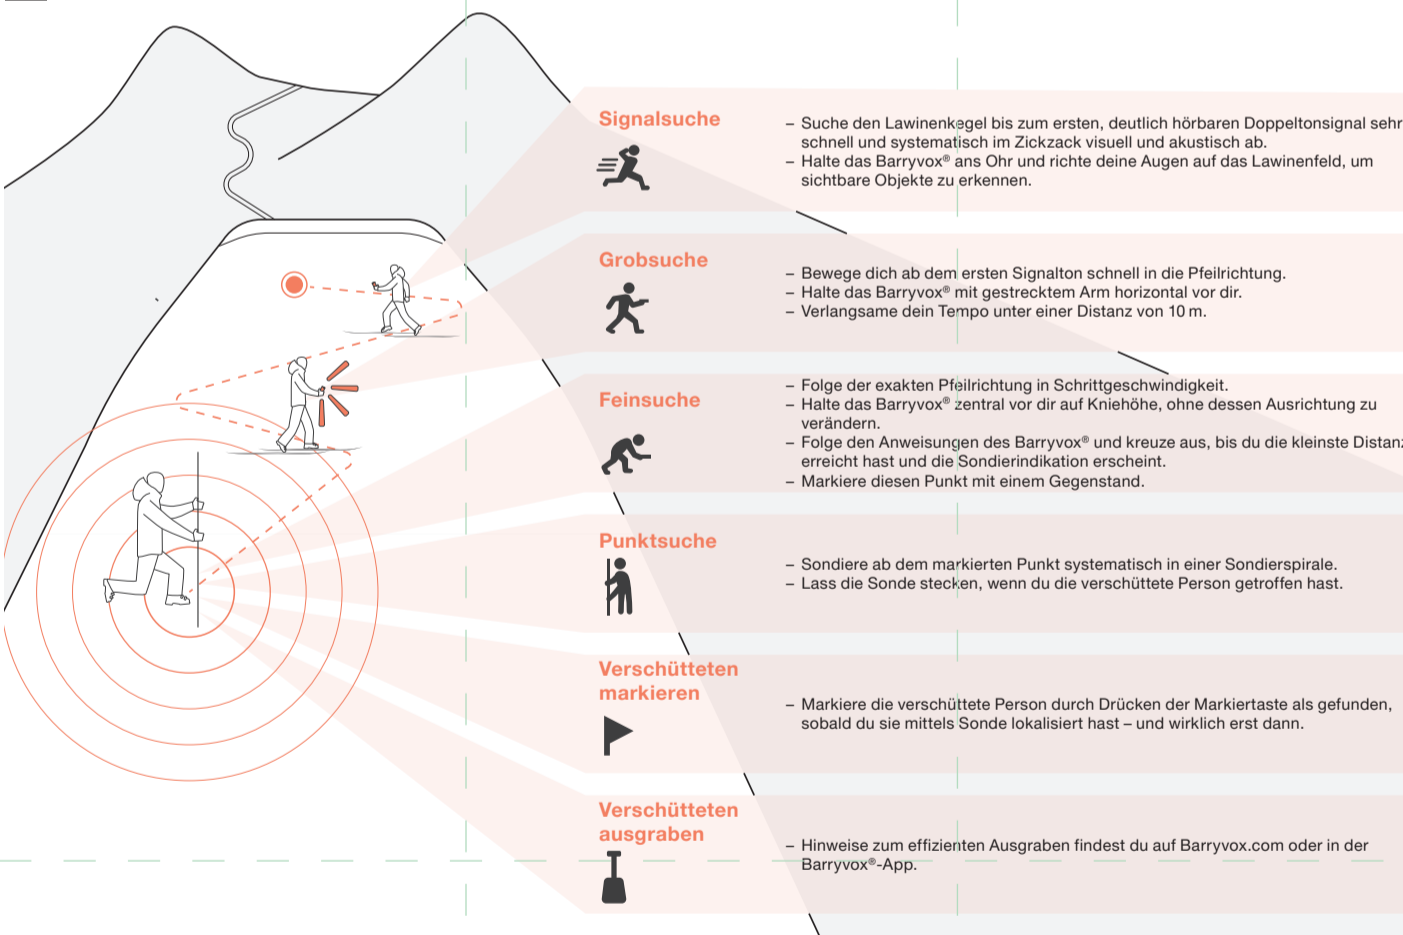 Signalsuche
– Suche den Lawinenkegel bis zum ersten, deutlich hörbaren Doppeltonsignal sehr
schnell und systematisch im Zickzack visuell und akustisch ab.
– Halte das Barryvox® ans Ohr und richte deine Augen auf das Lawinenfeld, um
sichtbare Objekte zu erkennen.
Grobsuche
– Bewege dich ab dem ersten Signalton schnell in die Pfeilrichtung.
– Halte das Barryvox® mit gestrecktem Arm horizontal vor dir.
– Verlangsame dein Tempo unter einer Distanz von 10 m.
Feinsuche
– Folge der exakten Pfeilrichtung in Schrittgeschwindigkeit.
– Halte das Barryvox® zentral vor dir auf Kniehöhe, ohne dessen Ausrichtung zu
verändern.
– Folge den Anweisungen des Barryvox® und kreuze aus, bis du die kleinste Distanz
erreicht hast und die Sondierindikation erscheint.
– Markiere diesen Punkt mit einem Gegenstand.
Punktsuche
– Sondiere ab dem markierten Punkt systematisch in einer Sondierspirale.
– Lass die Sonde stecken, wenn du die verschüttete Person getroffen hast.
Verschütteten
markieren
– Markiere die verschüttete Person durch Drücken der Markiertaste als gefunden,
sobald du sie mittels Sonde lokalisiert hast – und wirklich erst dann.
Verschütteten
ausgraben
– Hinweise zum effizienten Ausgraben findest du auf Barryvox.com oder in der
Barryvox®-App.